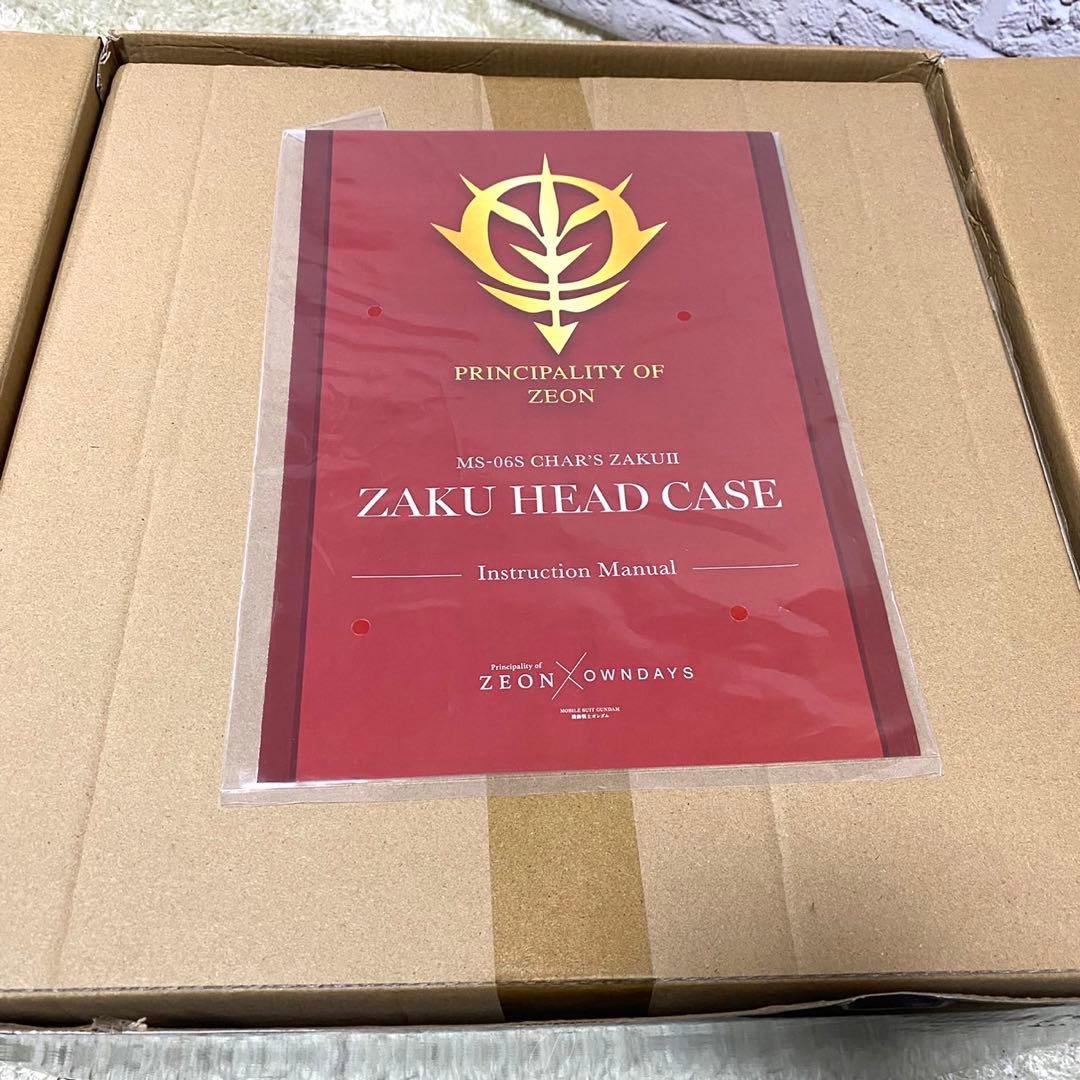 PRINCIPALITY OF
ZEON
MS-06S CHAR'S ZAKUII
ZAKU HEAD CASE
Instruction Manual
Principality of
ZEON × OWNDAYS
MOBILE SUIT GUNDAM
機動戦士ガンダム